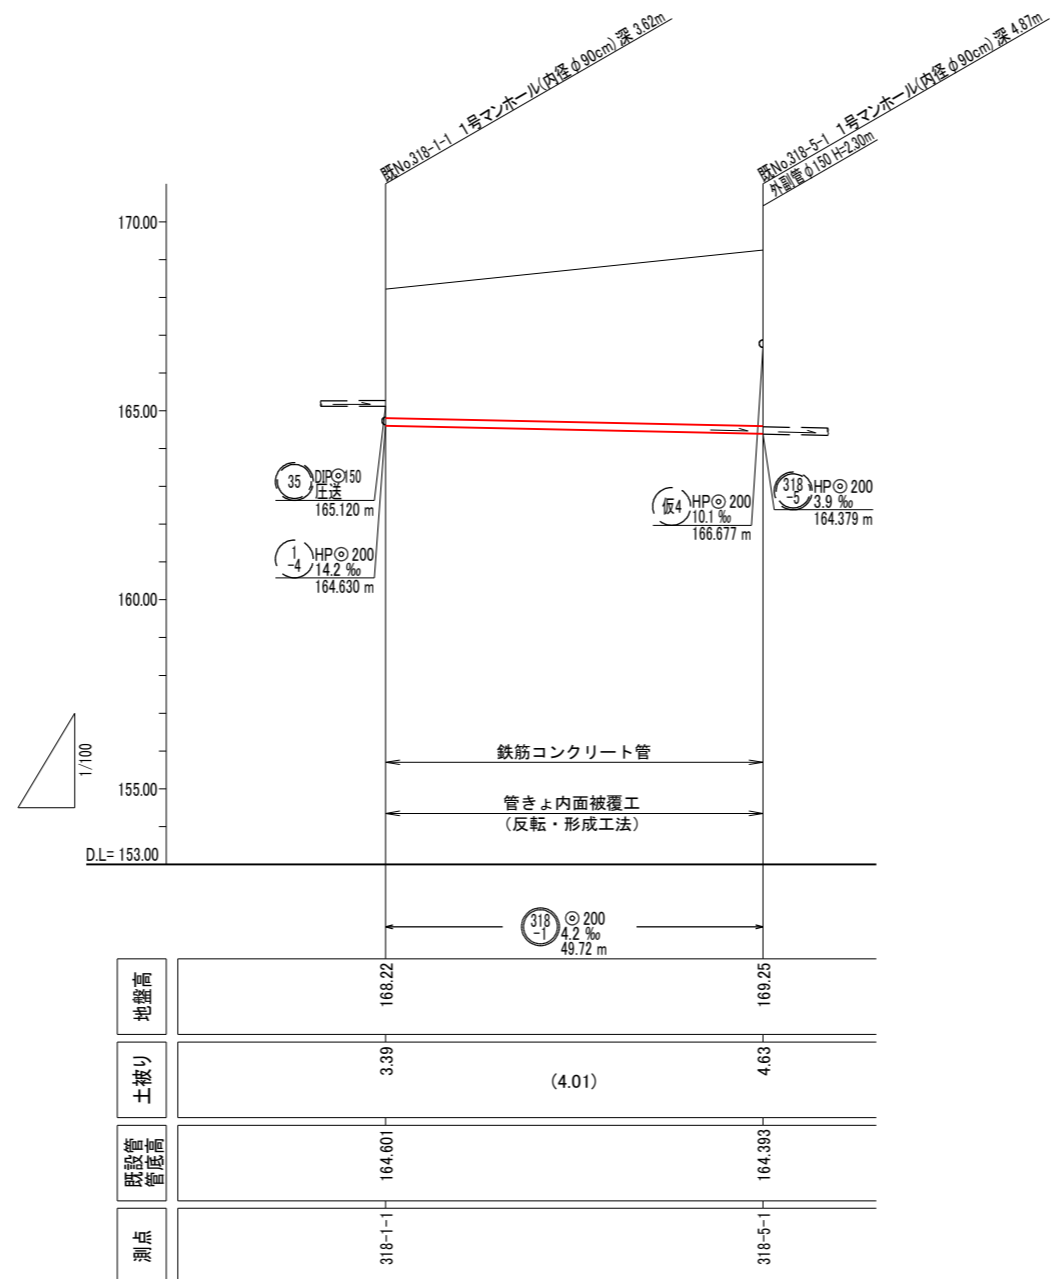 既No.318-1-1 1号マンホール(内径φ90cm) 深 3.62m
既No.318-5-1 1号マンホール(内径φ90cm) 深 4.87m
外副管φ150 H=2.30m
170.00
165.00
160.00
155.00
D.L= 153.00
1/100
35 DIP◎150
圧送
165.120 m
1-4 HP◎200
14.2 ‰
164.630 m
仮4 HP◎200
10.1 ‰
166.677 m
318-5 HP◎200
3.9 ‰
164.379 m
鉄筋コンクリート管
管きょ内面被覆工
(反転・形成工法)
318-1 ◎200
4.2 ‰
49.72 m
地盤高 168.22 169.25
土被り 3.39 (4.01) 4.63
既設管管底高 164.601 164.393
測点 318-1-1 318-5-1